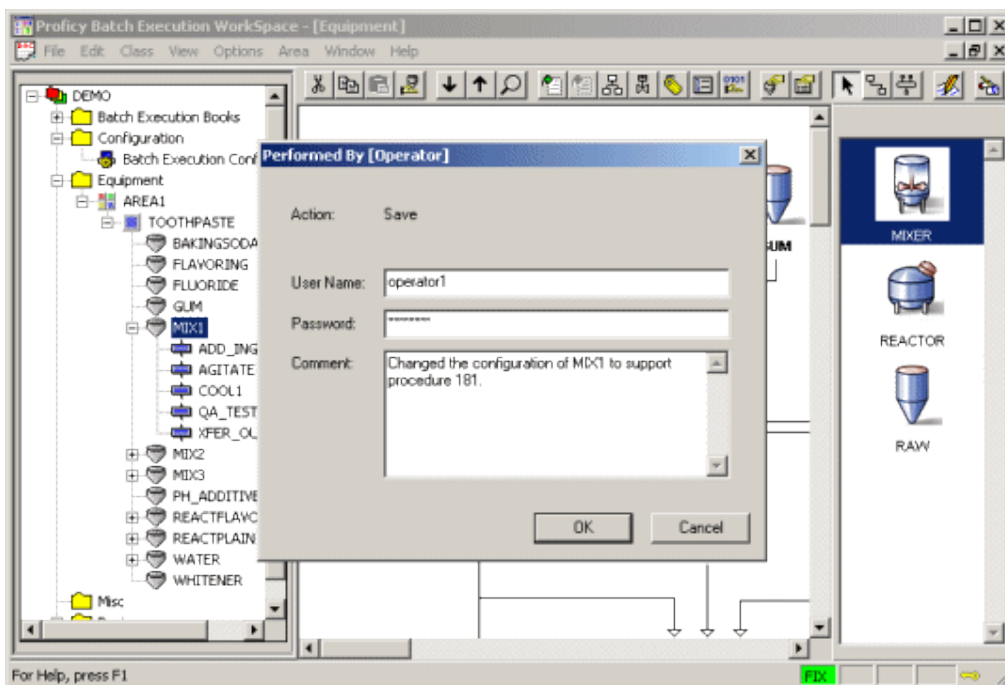 Proficy Batch Execution WorkSpace - [Equipment]
File Edit Class View Options Area Window Help
DEMO
Batch Execution Books
Configuration
Batch Execution Conf
Equipment
AREA1
TOOTHPASTE
BAKINGSODA
FLAVORING
FLUORIDE
GUM
MIX1
ADD_ING
AGITATE
COOL1
QA_TEST
XFER_OU
MIX2
MIX3
PH_ADDITIVE
REACTFLAVO
REACTPLAIN
WATER
WHITENER
Misc
Performed By [Operator]
Action: Save
User Name: operator1
Password: ********
Comment: Changed the configuration of MIX1 to support
procedure 181.
OK Cancel
GUM
MIXER
REACTOR
RAW
For Help, press F1
FIX